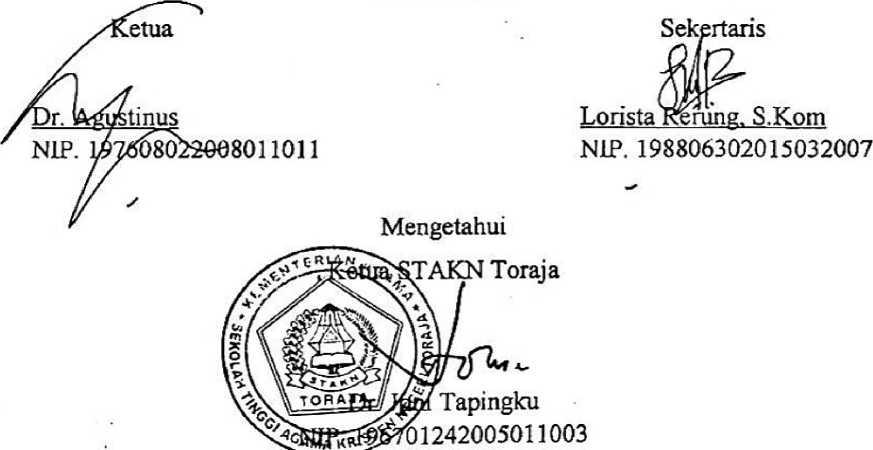 Ketua
Sekertaris
Dr. Agustinus
Lorista Rerung, S.Kom
NIP. 197608022008011011
NIP. 198806302015032007
Mengetahui
Ketua STAKN Toraja
KEMENTERIAN AGAMA
SEKOLAH TINGGI AGAMA KRISTEN NEGERI TORAJA
STAKN
TORAJA
Dr. Joni Tapingku
NIP. 196701242005011003